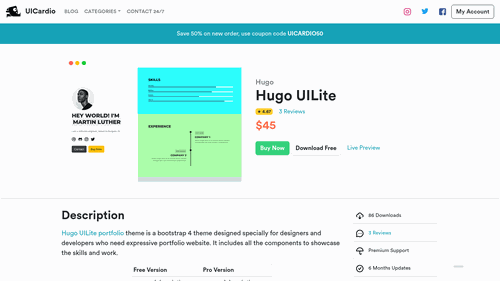 UICardio BLOG CATEGORIES CONTACT 24/7 My Account
Save 50% on new order, use coupon code UICARDIO50
HEY WORLD! I'M
MARTIN LUTHER
SKILLS
EXPERIENCE
Hugo
Hugo UILite
4.67 3 Reviews
$45
Buy Now Download Free Live Preview
Description
Hugo UILite portfolio theme is a bootstrap 4 theme designed specially for designers and
developers who need expressive portfolio website. It includes all the components to showcase
the skills and work.
Free Version Pro Version
86 Downloads
3 Reviews
Premium Support
6 Months Updates